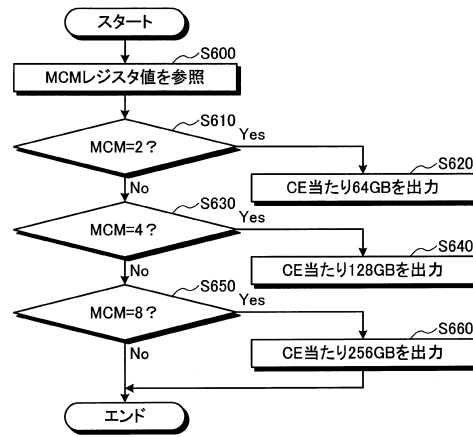 スタート
S600
MCMレジスタ値を参照
S610
MCM=2？
Yes
S620
CE当たり64GBを出力
No
S630
MCM=4？
Yes
S640
CE当たり128GBを出力
No
S650
MCM=8？
Yes
S660
CE当たり256GBを出力
No
エンド